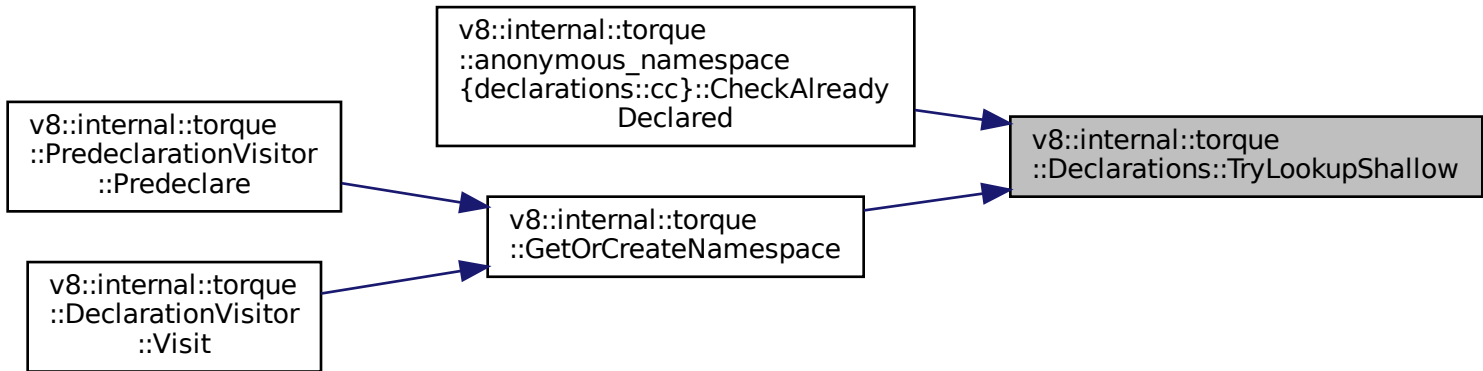 v8::internal::torque
::PredeclarationVisitor
::Predeclare
v8::internal::torque
::DeclarationVisitor
::Visit
v8::internal::torque
::anonymous_namespace
{declarations::cc}::CheckAlready
Declared
v8::internal::torque
::GetOrCreateNamespace
v8::internal::torque
::Declarations::TryLookupShallow